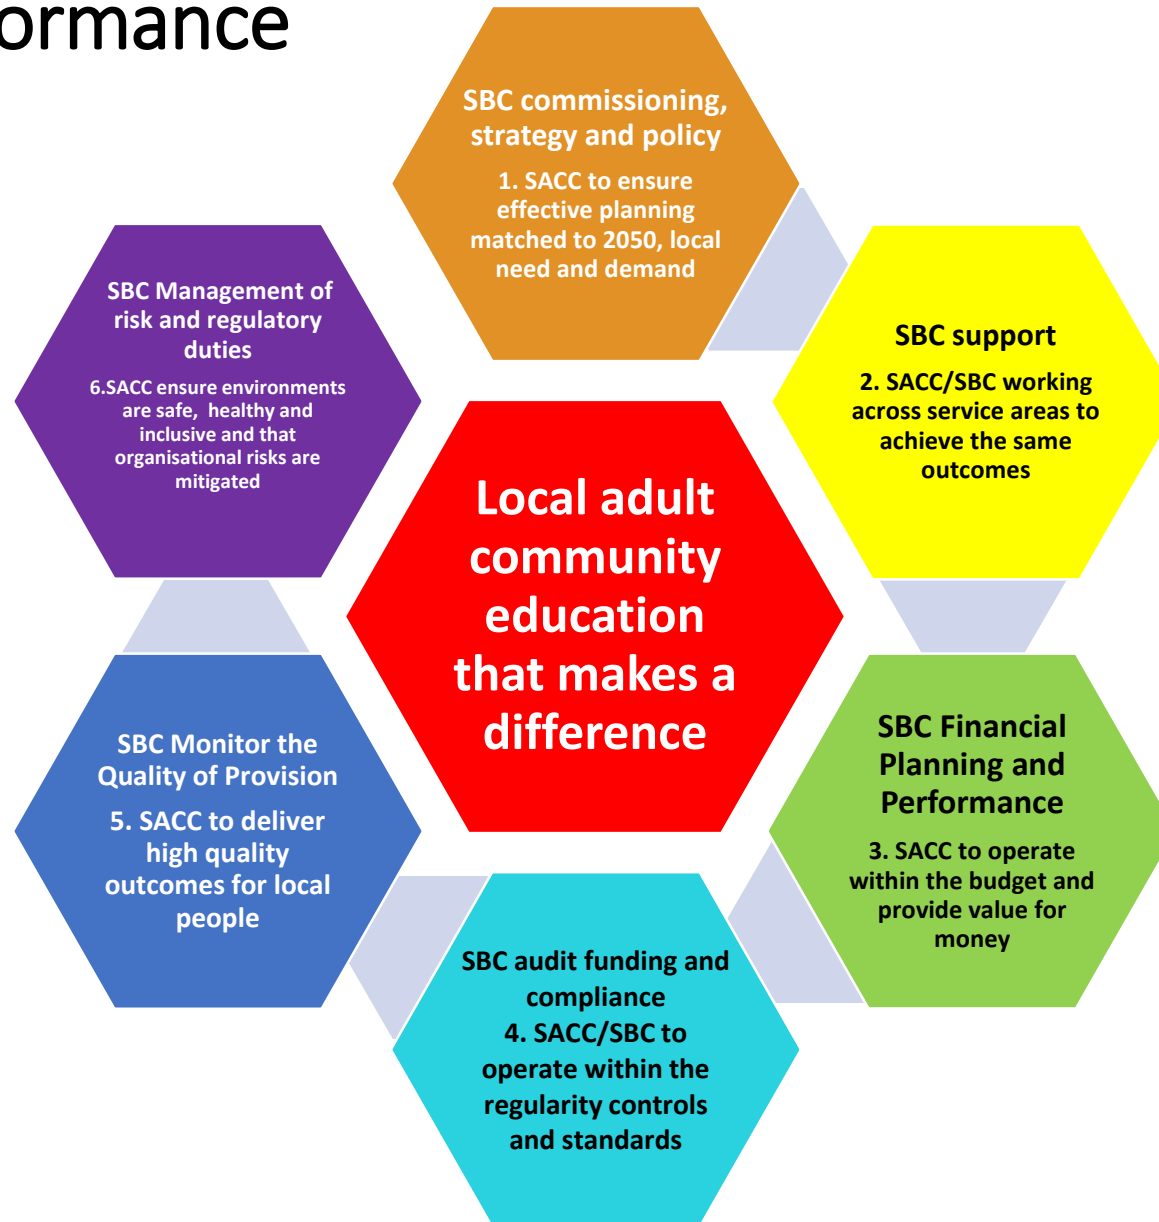 ormance
SBC commissioning,
strategy and policy
1. SACC to ensure
effective planning
matched to 2050, local
need and demand
SBC support
2. SACC/SBC working
across service areas to
achieve the same
outcomes
SBC Financial
Planning and
Performance
3. SACC to operate
within the budget and
provide value for
money
SBC audit funding and
compliance
4. SACC/SBC to
operate within the
regularity controls
and standards
SBC Monitor the
Quality of Provision
5. SACC to deliver
high quality
outcomes for local
people
SBC Management of
risk and regulatory
duties
6.SACC ensure environments
are safe, healthy and
inclusive and that
organisational risks are
mitigated
Local adult
community
education
that makes a
difference